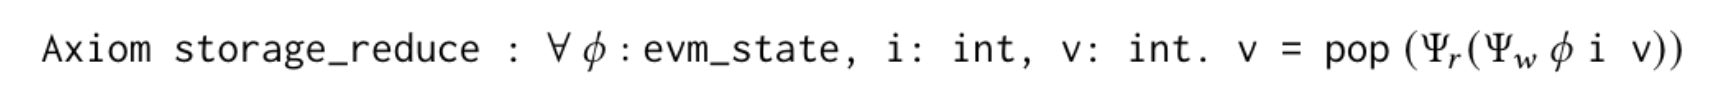 Axiom storage_reduce : ∀ ϕ : evm_state, i: int, v: int. v = pop (Ψr(Ψw ϕ i v))